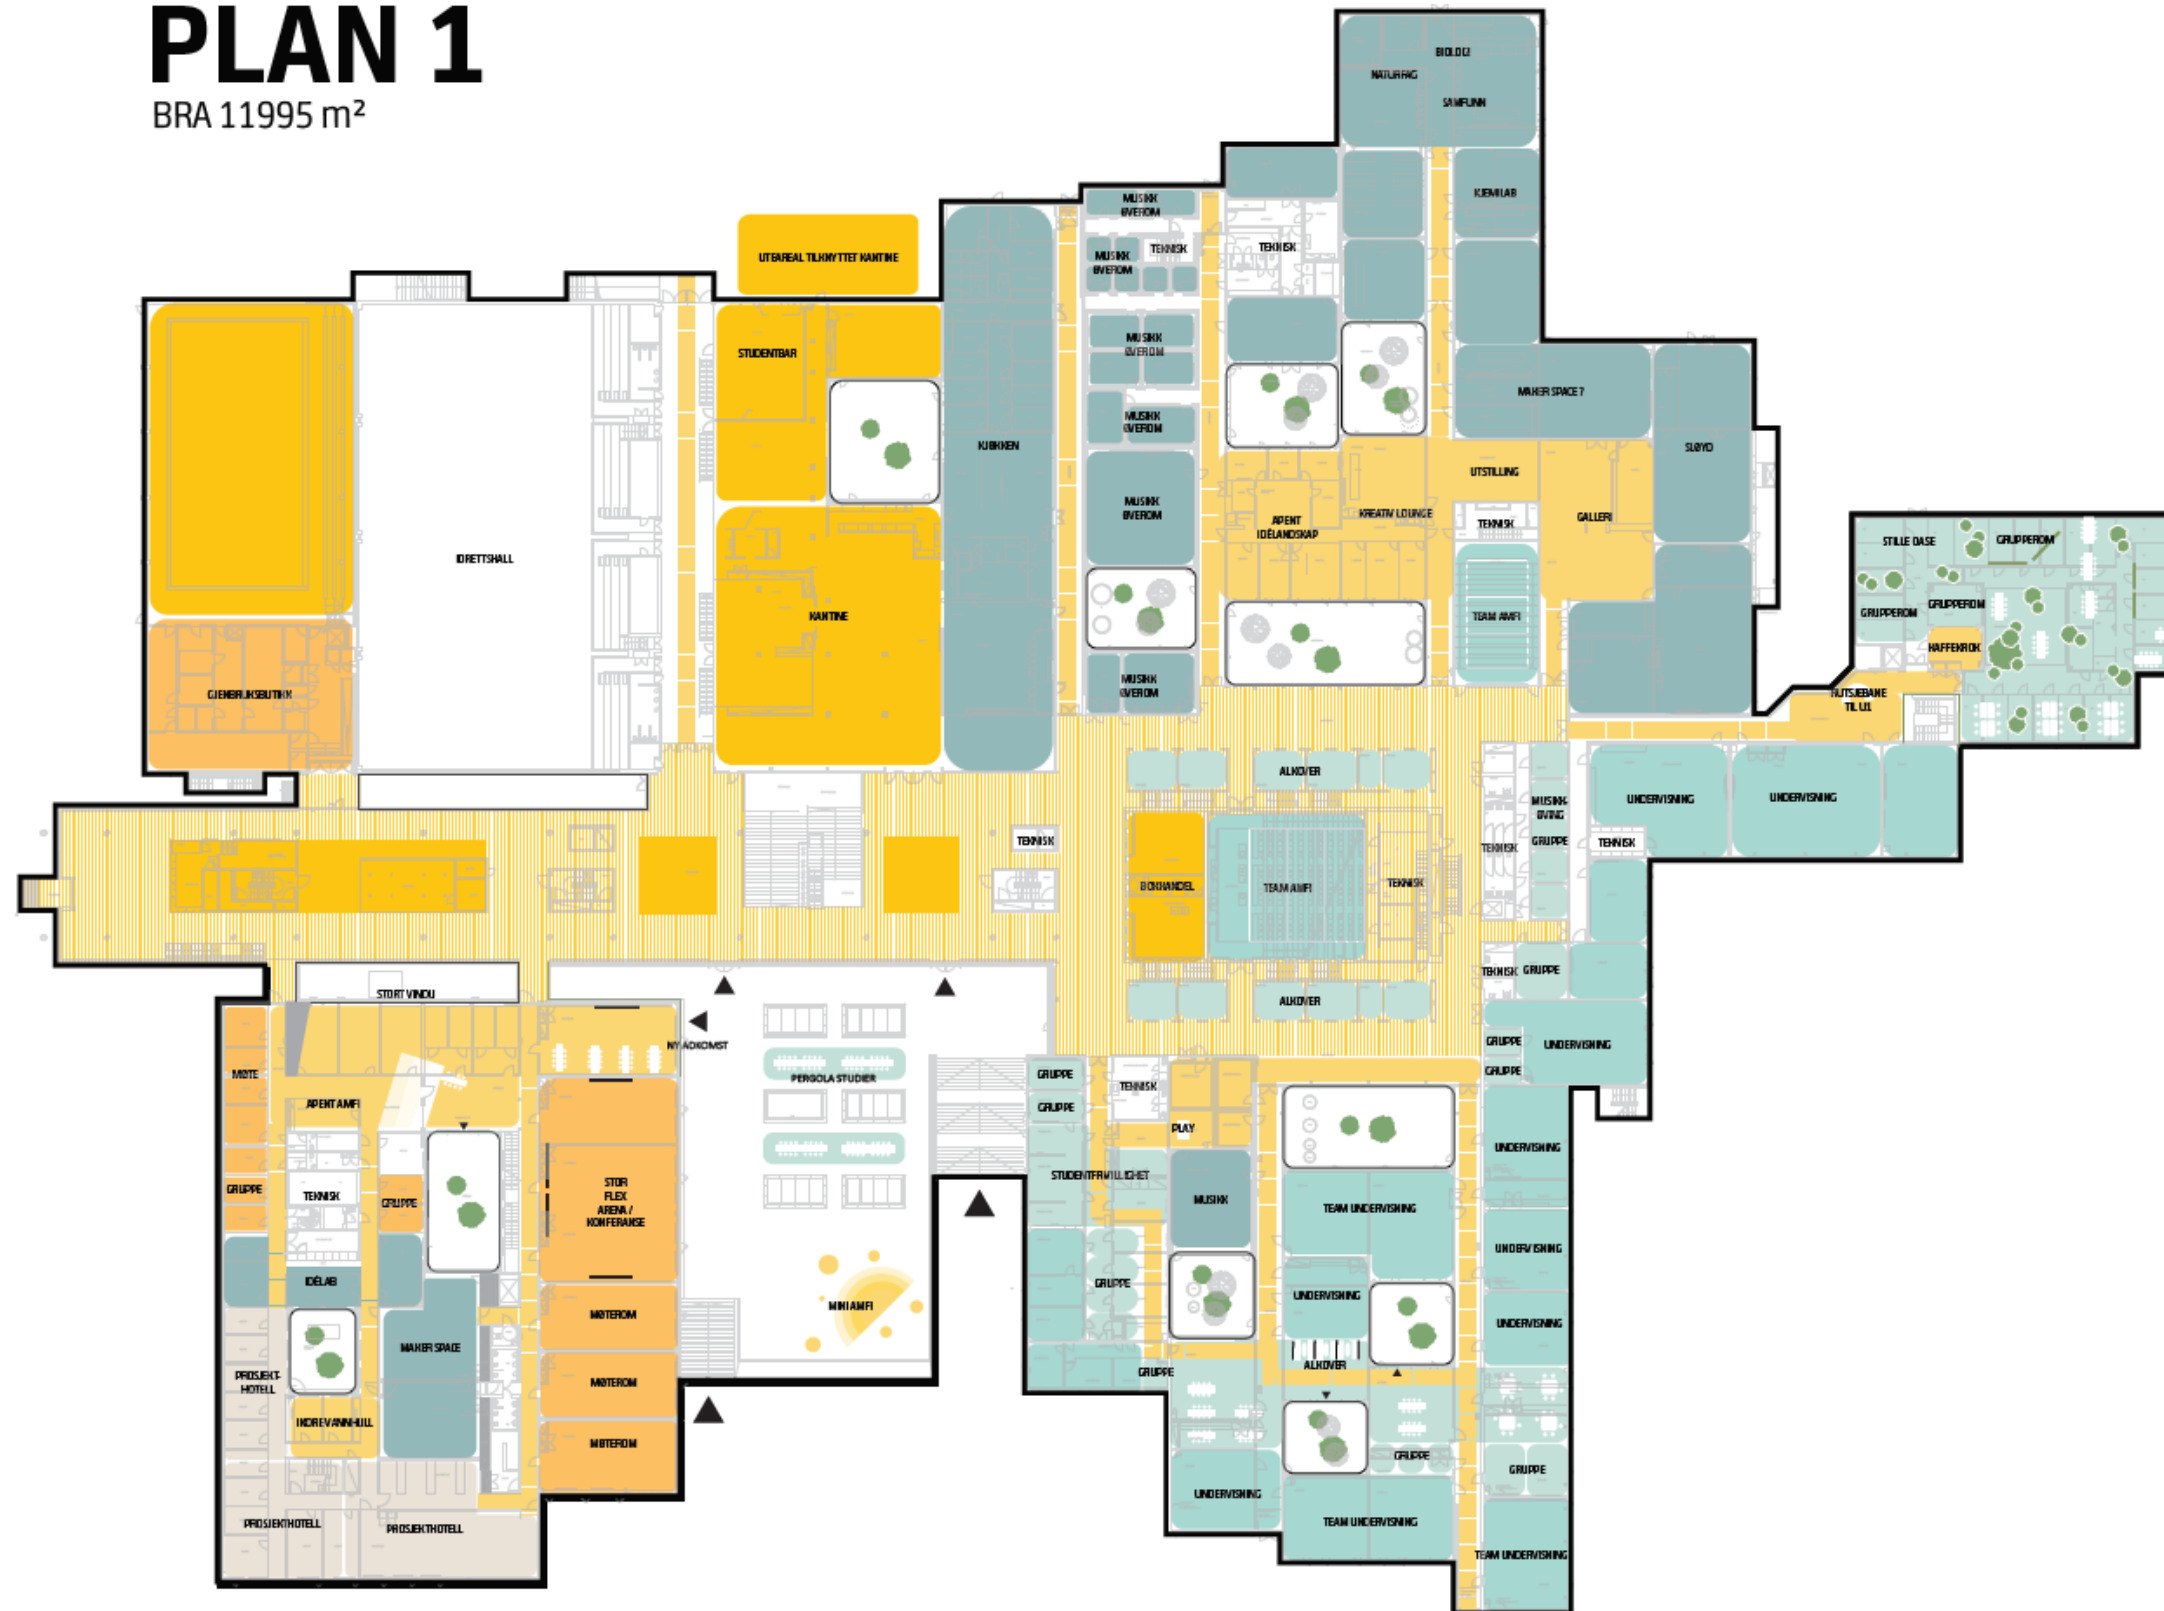 PLAN 1
BRA 11995 m²
BIOLOGI
NATURFAG
SAMFUNN
KJEMILAB
MUSIKK
ØVEROM
TEKNISK
MUSIKK
ØVEROM
TEKNISK
UTEAREAL TILKNYTTET KANTINE
STUDENTBAR
MUSIKK
ØVEROM
MUSIKK
ØVEROM
MAKER SPACE ?
KJØKKEN
SLØYD
UTSTILLING
MUSIKK
ØVEROM
KREATIV LOUNGE
GALLERI
ÅPENT
IDÉLANDSKAP
TEKNISK
STILLE OASE
GRUPPEROM
IDRETTSHALL
GRUPPEROM
GRUPPEROM
KANTINE
TEAM AMFI
KAFFEKROK
GJENBRUKSBUTIKK
MUSIKK
ØVEROM
RUTSJEBANE
TIL U1
ALKOVER
UNDERVISNING
UNDERVISNING
MUSIKK-
ØVING
GRUPPE
TEKNISK
TEKNISK
TEKNISK
BOKHANDEL
TEAM AMFI
TEKNISK
TEKNISK
GRUPPE
STORT VINDU
ALKOVER
NY ADKOMST
GRUPPE
UNDERVISNING
GRUPPE
MØTE
PERGOLA STUDIER
GRUPPE
TEKNISK
GRUPPE
ÅPENT AMFI
PLAY
UNDERVISNING
STUDENTFRIVILLIGHET
GRUPPE
TEKNISK
GRUPPE
STOR
FLEX
ARENA /
KONFERANSE
MUSIKK
TEAM UNDERVISNING
UNDERVISNING
IDÉLAB
GRUPPE
UNDERVISNING
MINI AMFI
MØTEROM
UNDERVISNING
MAKER SPACE
PROSJEKT-
HOTELL
MØTEROM
GRUPPE
ALKOVER
MØTEROM
GRUPPE
GRUPPE
UNDERVISNING
PROSJEKTHOTELL
PROSJEKTHOTELL
TEAM UNDERVISNING
TEAM UNDERVISNING